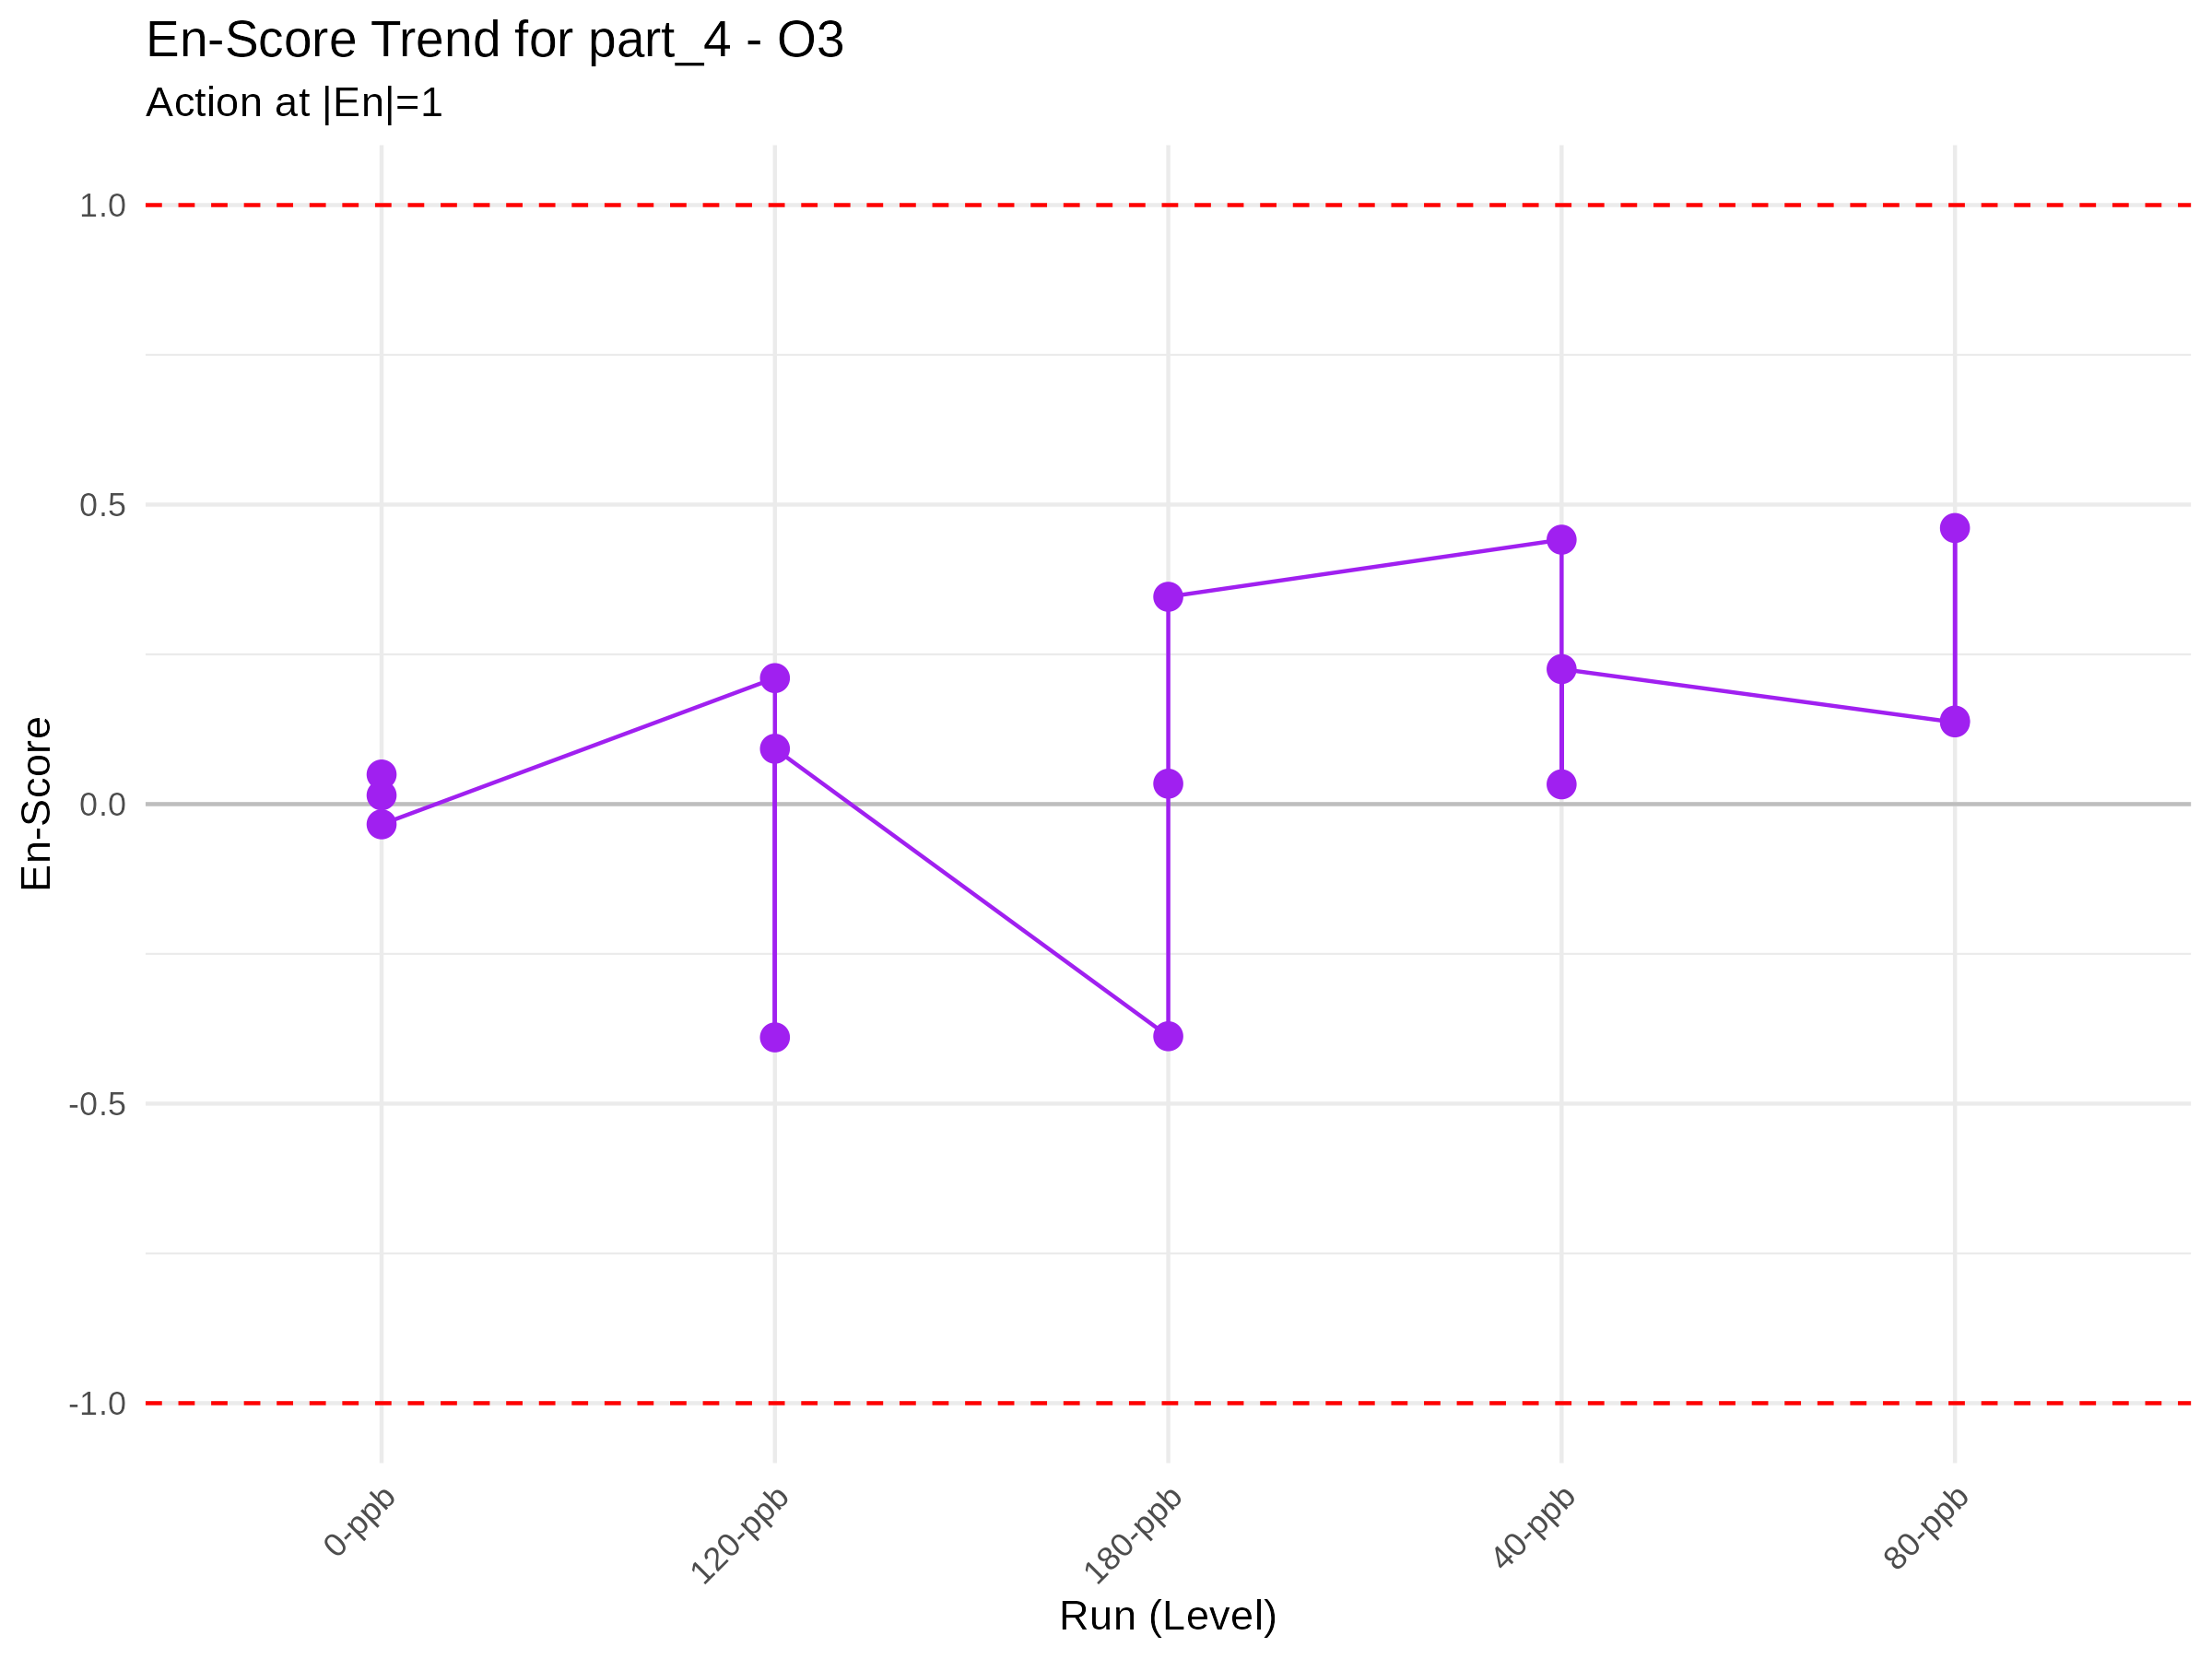 En-Score Trend for part_4 - O3
Action at |En|=1
1.0
0.5
0.0
-0.5
-1.0
En-Score
0-ppb
120-ppb
180-ppb
40-ppb
80-ppb
Run (Level)